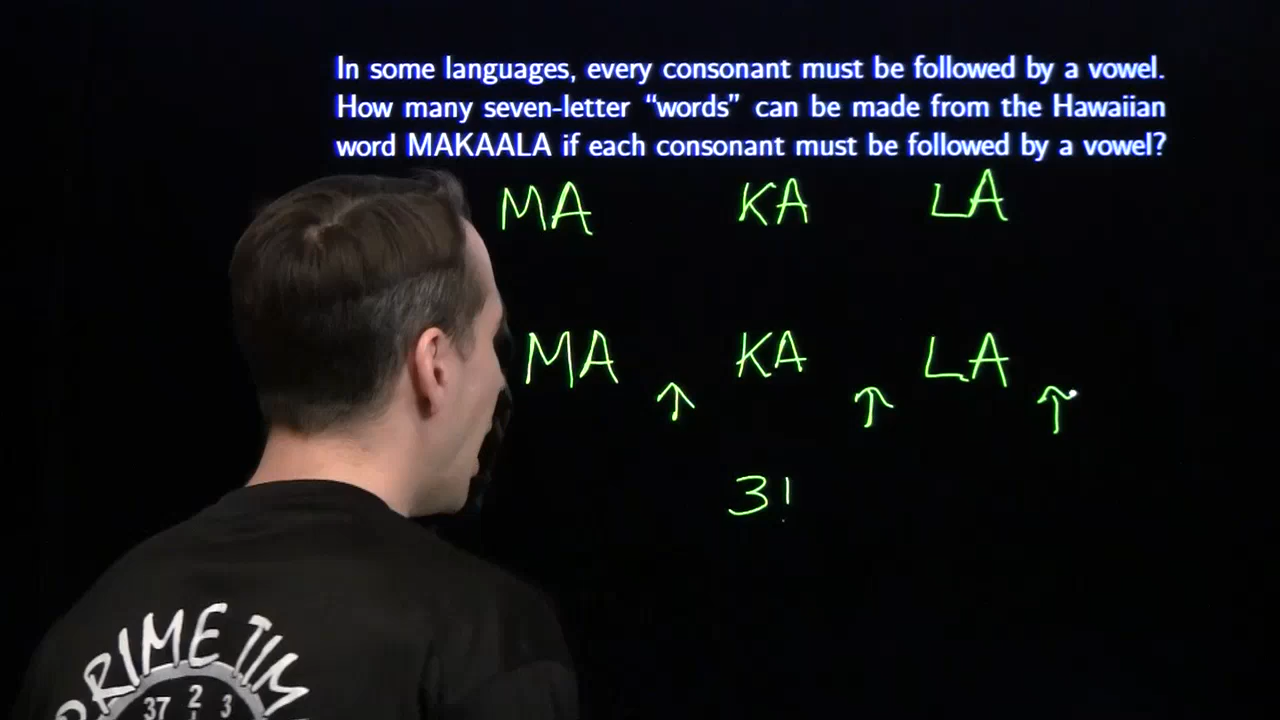 In some languages, every consonant must be followed by a vowel.
How many seven-letter “words” can be made from the Hawaiian
word MAKAALA if each consonant must be followed by a vowel?
MA KA LA
MA KA LA
↑ ↑ ↑
3!
PRIME TIM
37 2 3